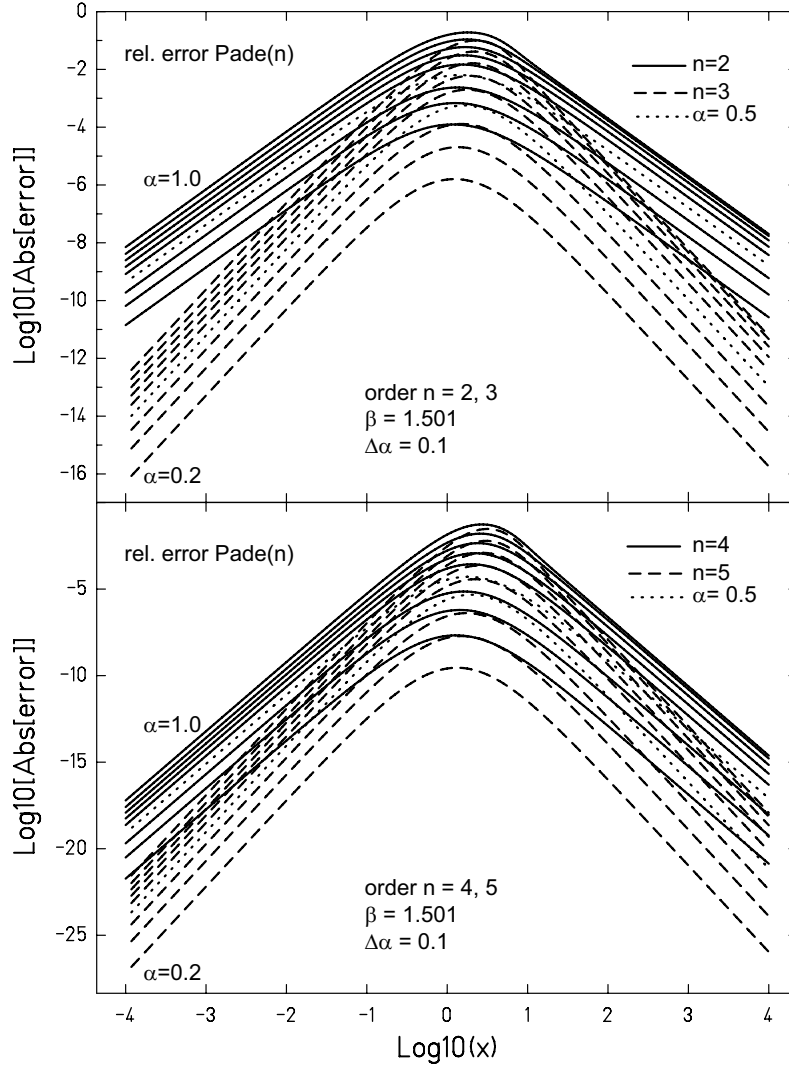 0
-2
-4
-6
-8
-10
-12
-14
-16
Log10[Abs[error]]
rel. error Pade(n)
n=2
n=3
α= 0.5
α=1.0
order n = 2, 3
β = 1.501
Δα = 0.1
α=0.2
-5
-10
-15
-20
-25
Log10[Abs[error]]
rel. error Pade(n)
n=4
n=5
α= 0.5
α=1.0
order n = 4, 5
β = 1.501
Δα = 0.1
α=0.2
-4 -3 -2 -1 0 1 2 3 4
Log10(x)